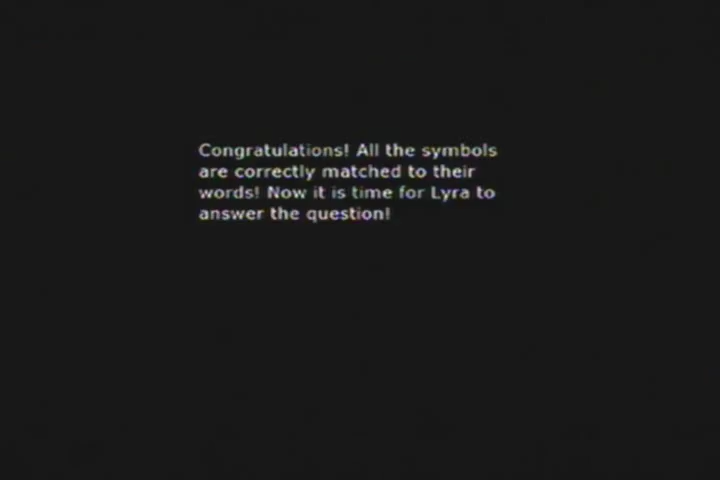 Congratulations! All the symbols
are correctly matched to their
words! Now it is time for Lyra to
answer the question!